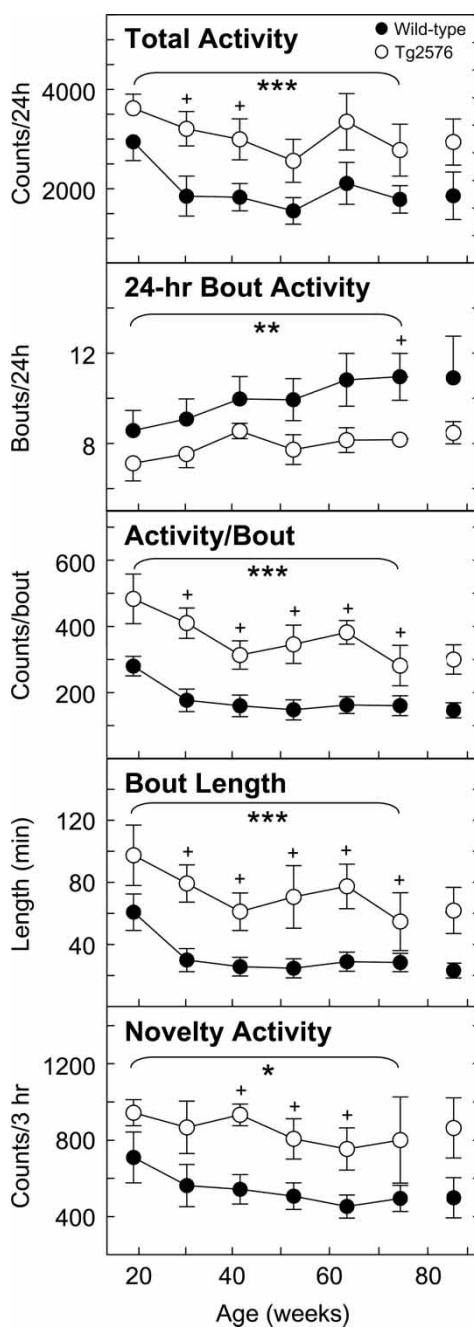 Total Activity
Wild-type
Tg2576
***
+ +
Counts/24h
4000
2000
24-hr Bout Activity
**
+
Bouts/24h
12
8
Activity/Bout
***
+ + + + +
Counts/bout
600
400
200
Bout Length
***
+ + + + +
Length (min)
120
80
40
Novelty Activity
*
+ + +
Counts/3 hr
1200
800
400
20 40 60 80
Age (weeks)